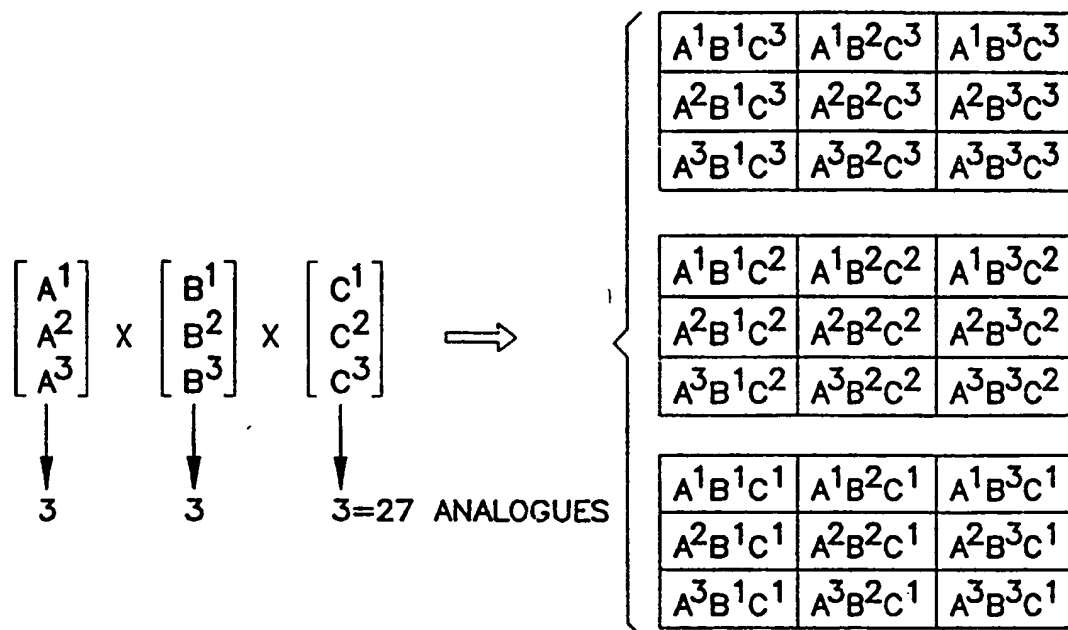 [A¹] X [B¹] X [C¹]
[A²] [B²] [C²]
[A³] [B³] [C³]
3 3 3=27 ANALOGUES
A¹B¹C³ A¹B²C³ A¹B³C³
A²B¹C³ A²B²C³ A²B³C³
A³B¹C³ A³B²C³ A³B³C³
A¹B¹C² A¹B²C² A¹B³C²
A²B¹C² A²B²C² A²B³C²
A³B¹C² A³B²C² A³B³C²
A¹B¹C¹ A¹B²C¹ A¹B³C¹
A²B¹C¹ A²B²C¹ A²B³C¹
A³B¹C¹ A³B²C¹ A³B³C¹